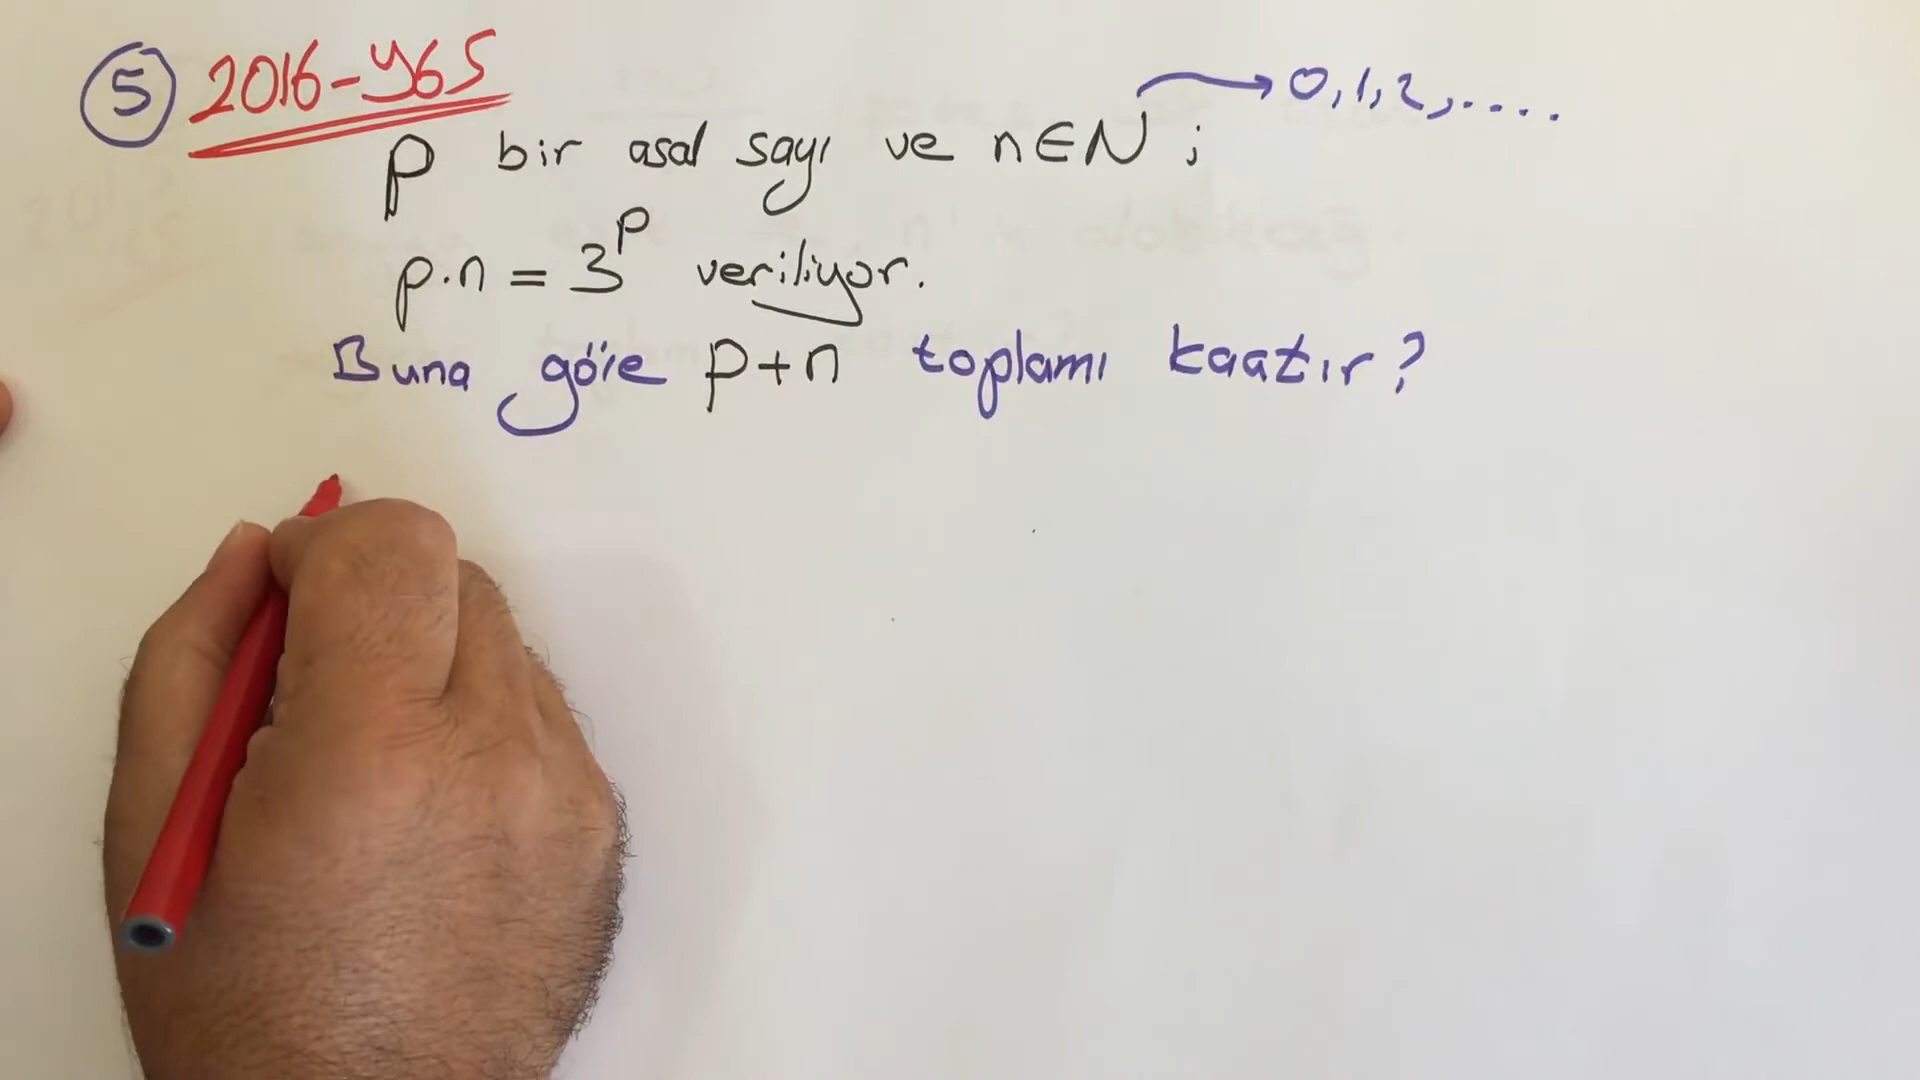 5 2016-YGS
0,1,2,....
P bir asal sayı ve n∈N ;
p.n = 3^p veriliyor.
Buna göre p+n toplamı kaçtır?